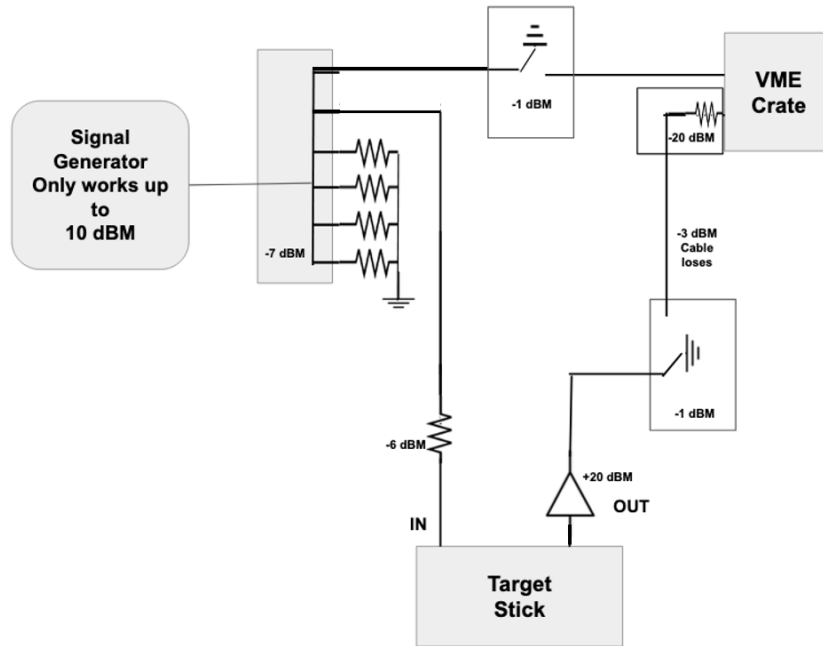 Signal
Generator
Only works up
to
10 dBM
-7 dBM
-1 dBM
VME
Crate
-20 dBM
-3 dBM
Cable
loses
-1 dBM
-6 dBM
+20 dBM
IN
OUT
Target
Stick